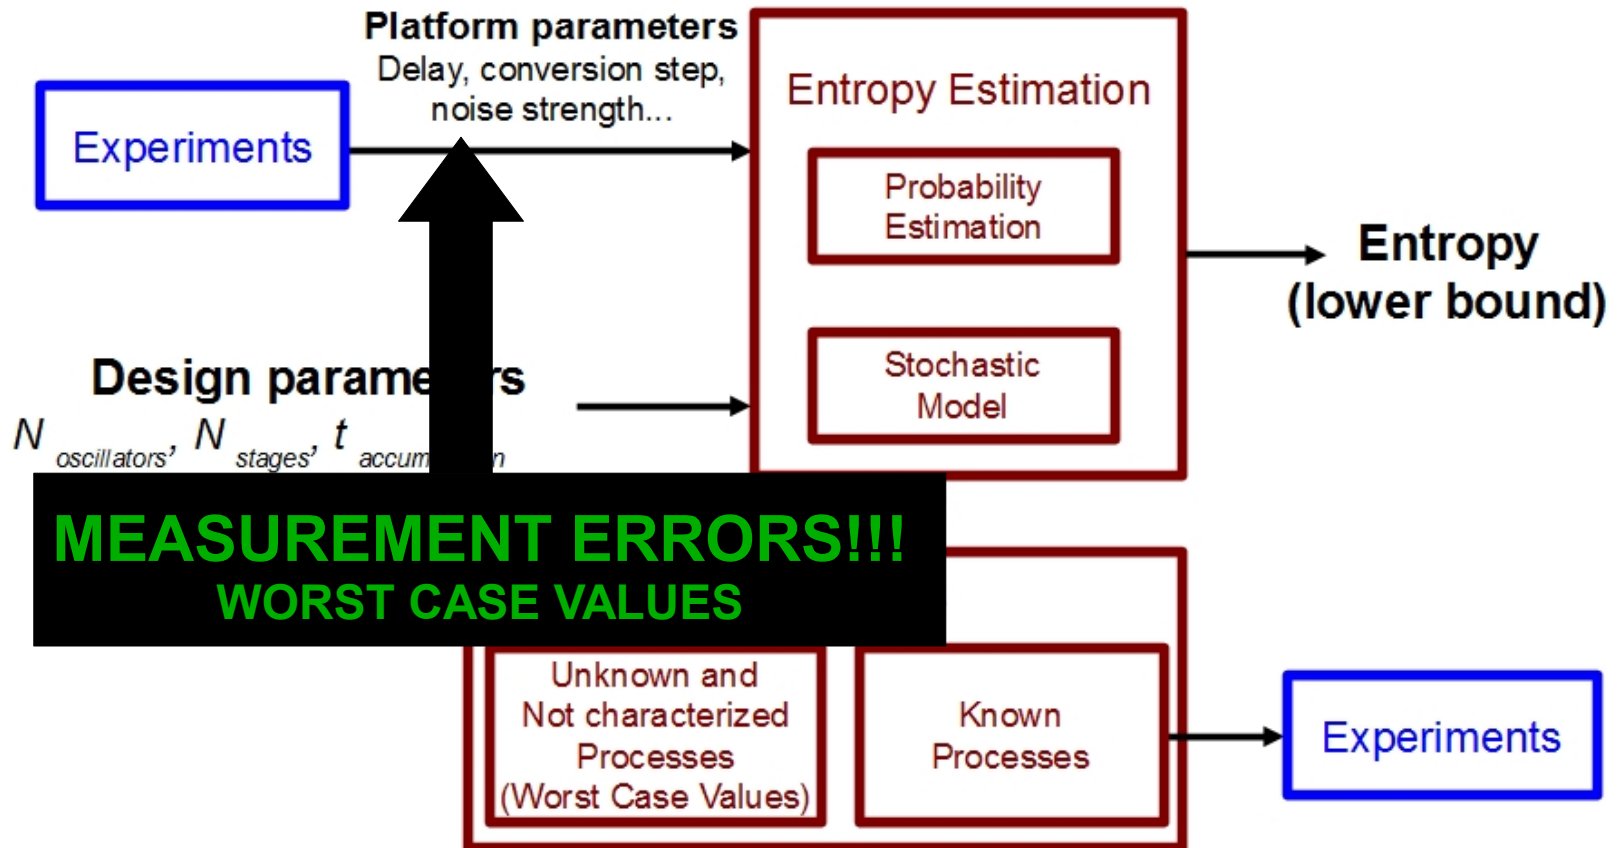 Platform parameters
Delay, conversion step,
noise strength...
Experiments
Entropy Estimation
Probability
Estimation
Entropy
(lower bound)
Stochastic
Model
Design parame rs
N oscillators, N stages, t accum n
MEASUREMENT ERRORS!!!
WORST CASE VALUES
Unknown and
Not characterized
Processes
(Worst Case Values)
Known
Processes
Experiments